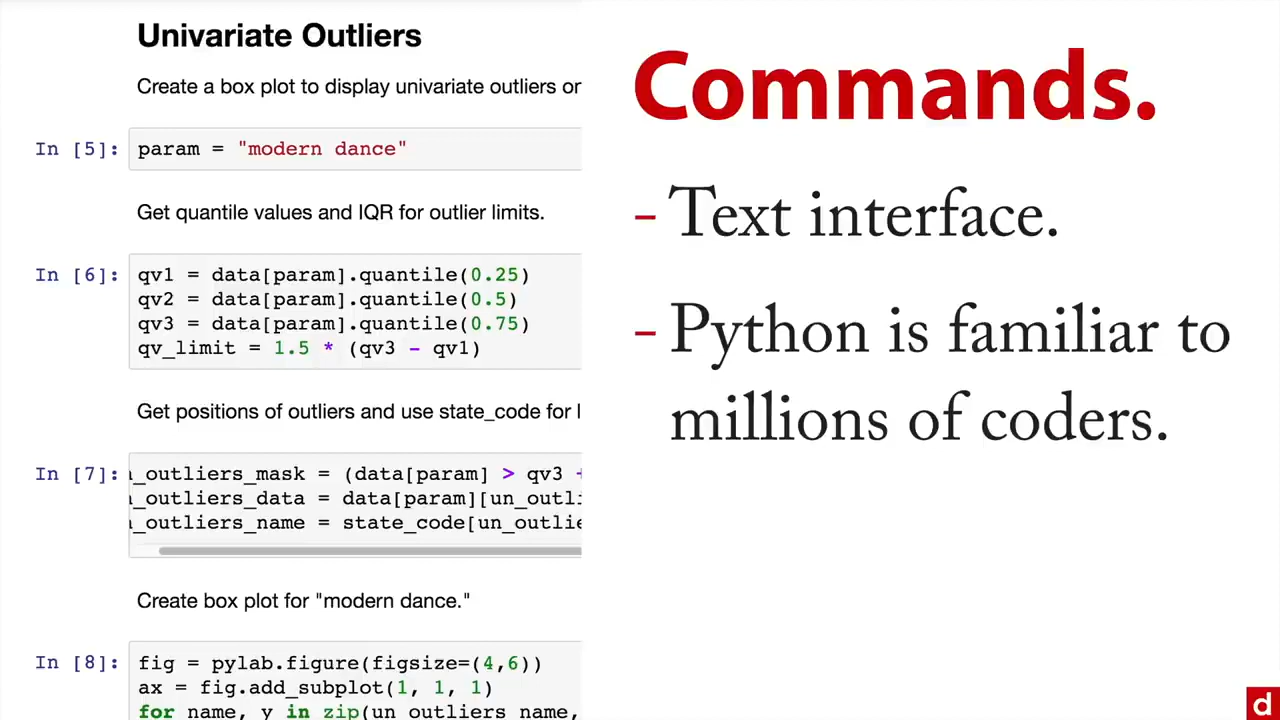 Univariate Outliers
Create a box plot to display univariate outliers on
In [5]: param = "modern dance"
Get quantile values and IQR for outlier limits.
In [6]: qv1 = data[param].quantile(0.25)
qv2 = data[param].quantile(0.5)
qv3 = data[param].quantile(0.75)
qv_limit = 1.5 * (qv3 - qv1)
Get positions of outliers and use state_code for l
In [7]: n_outliers_mask = (data[param] > qv3 +
n_outliers_data = data[param][un_outli
n_outliers_name = state_code[un_outlie
Create box plot for "modern dance."
In [8]: fig = pylab.figure(figsize=(4,6))
ax = fig.add_subplot(1, 1, 1)
for name, y in zip(un_outliers_name,
Commands.
- Text interface.
- Python is familiar to
millions of coders.
d